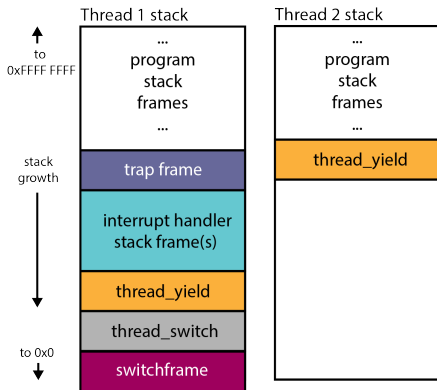 Thread 1 stack
Thread 2 stack
to
0xFFFF FFFF
stack
growth
to 0x0
...
program
stack
frames
...
trap frame
interrupt handler
stack frame(s)
thread_yield
thread_switch
switchframe
...
program
stack
frames
...
thread_yield